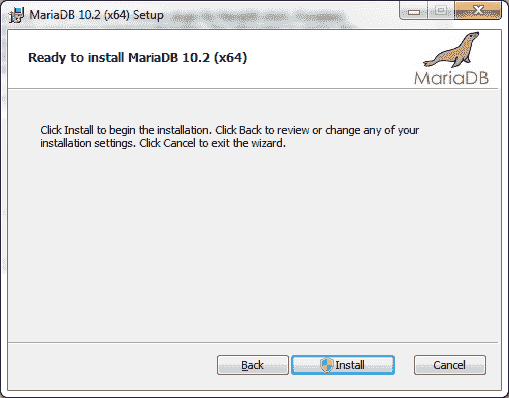 MariaDB 10.2 (x64) Setup
Ready to install MariaDB 10.2 (x64)
MariaDB
Click Install to begin the installation. Click Back to review or change any of your
installation settings. Click Cancel to exit the wizard.
Back
Install
Cancel